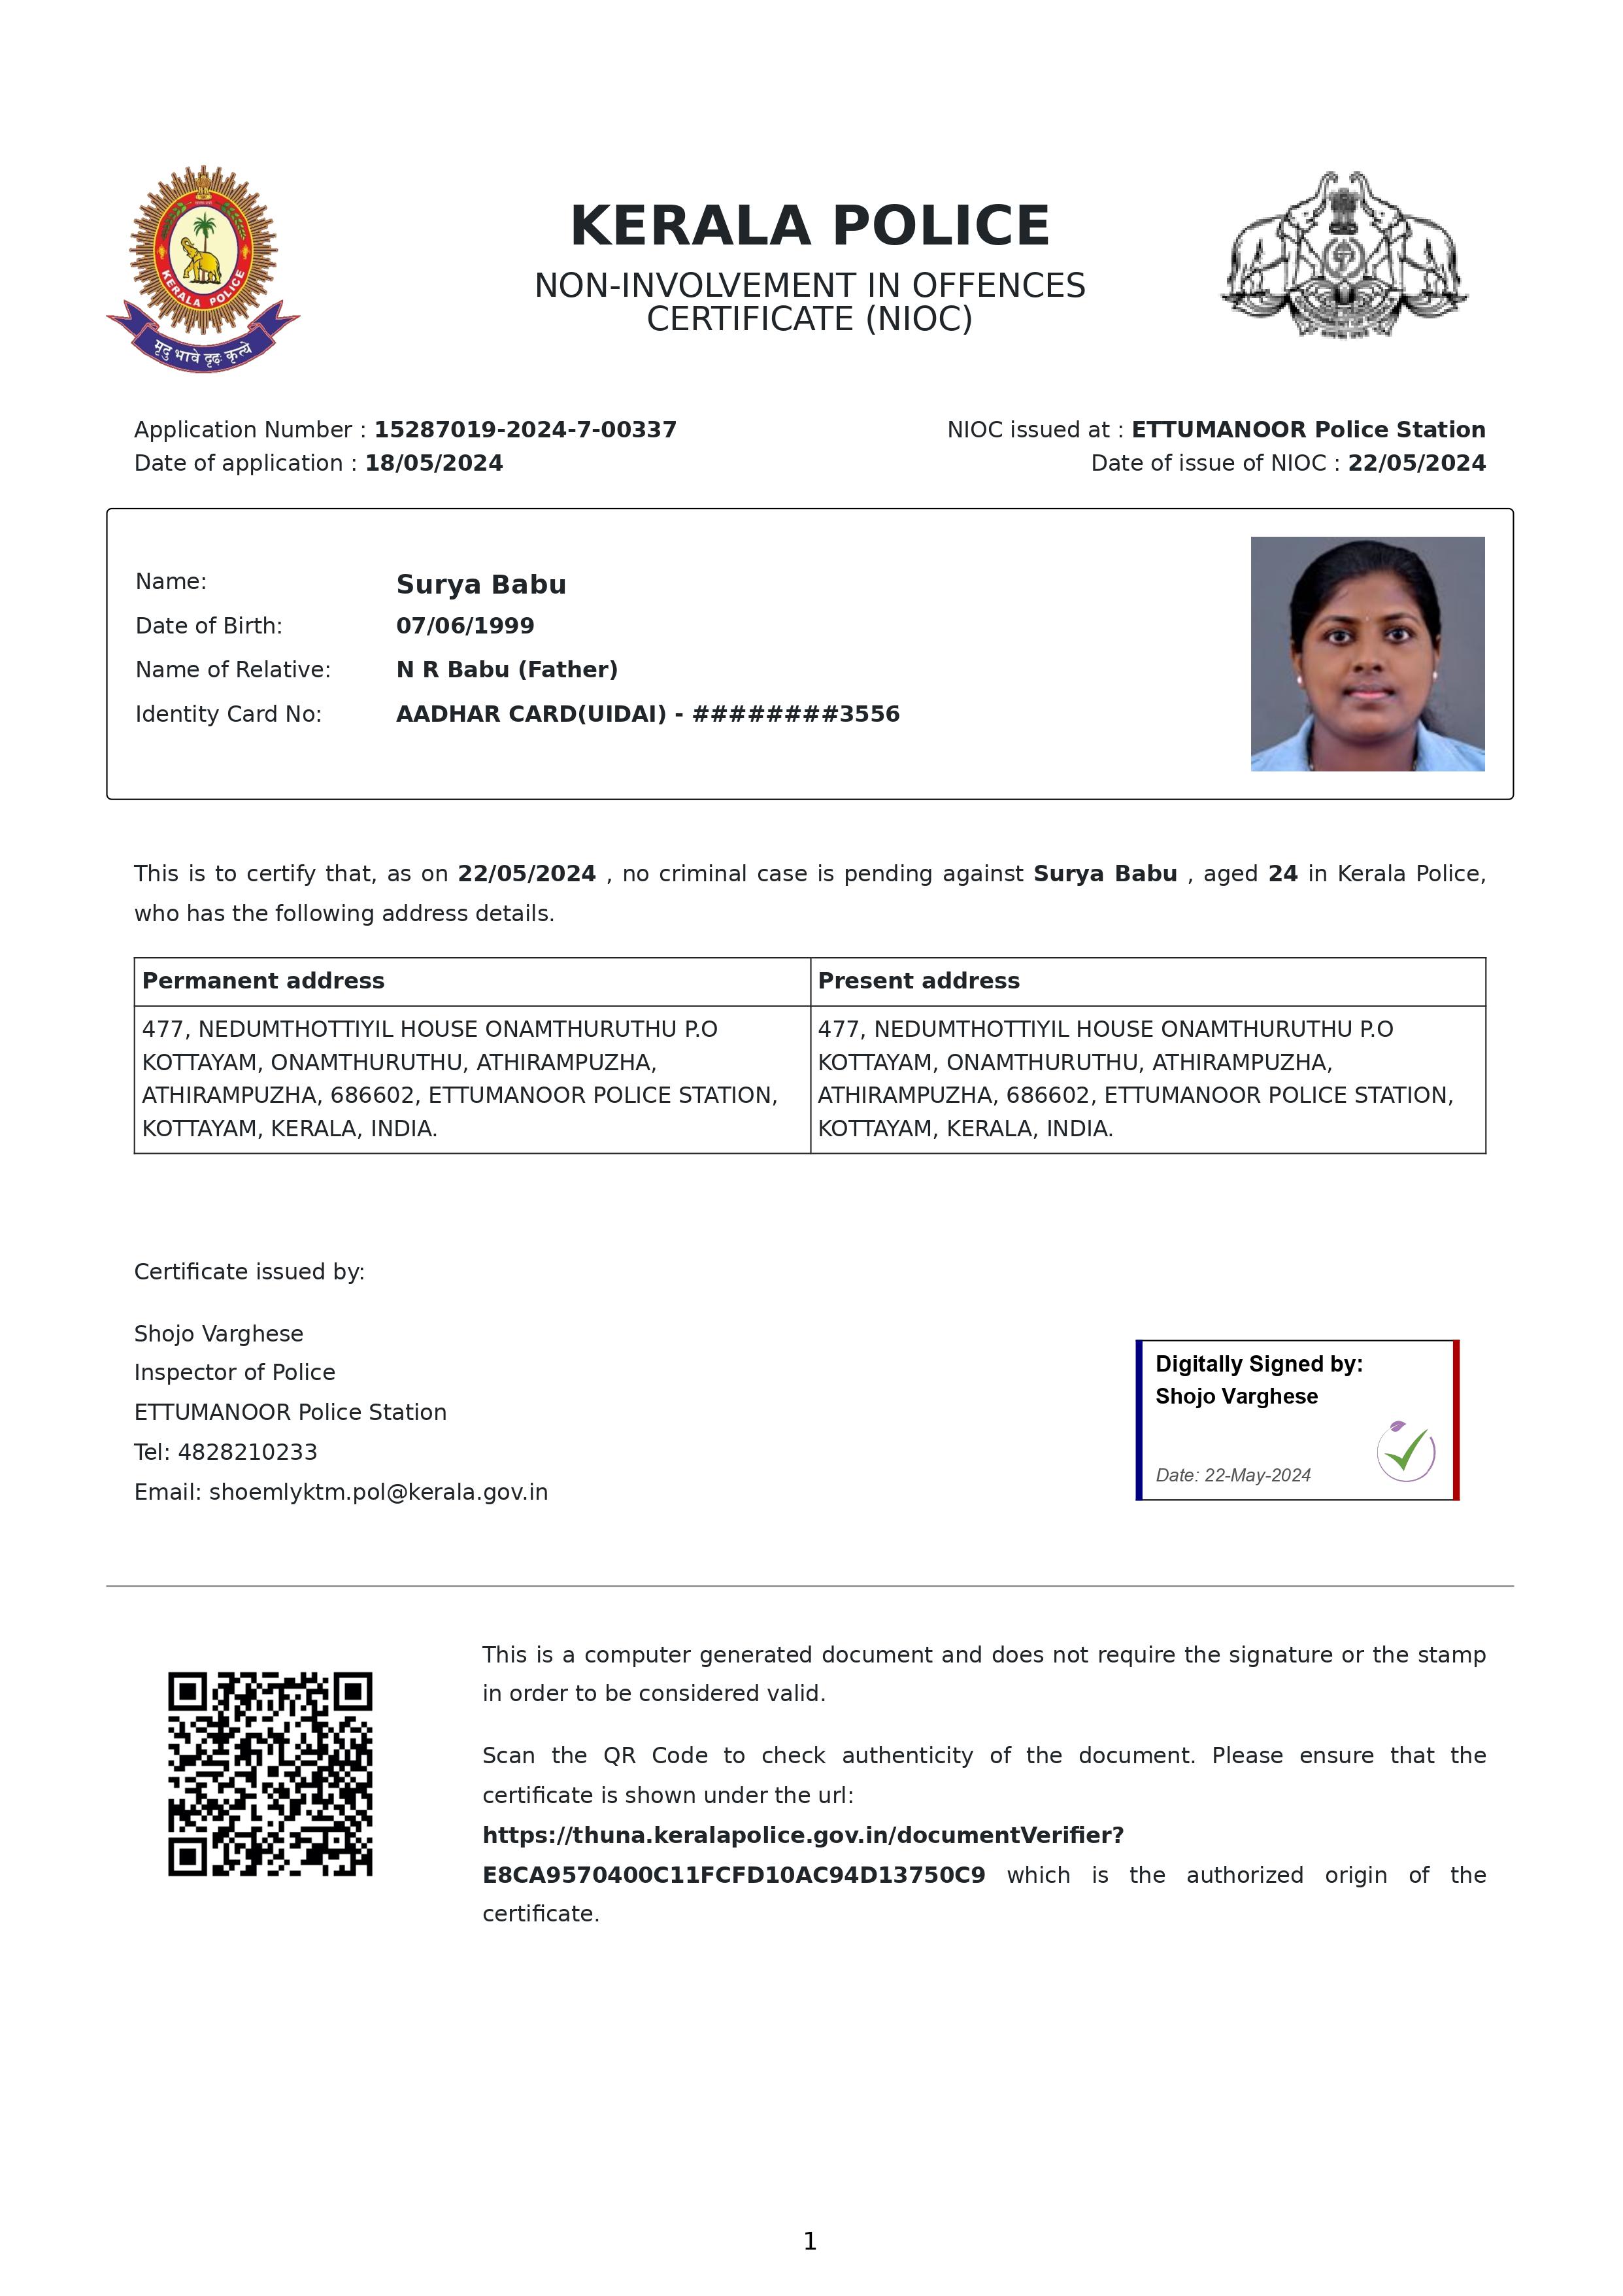 KERALA POLICE
NON-INVOLVEMENT IN OFFENCES
CERTIFICATE (NIOC)
KERALA POLICE
मृदु भावे दृढः कृत्ये
Application Number : 15287019-2024-7-00337
Date of application : 18/05/2024
NIOC issued at : ETTUMANOOR Police Station
Date of issue of NIOC : 22/05/2024
Name: Surya Babu
Date of Birth: 07/06/1999
Name of Relative: N R Babu (Father)
Identity Card No: AADHAR CARD(UIDAI) - ########3556
This is to certify that, as on 22/05/2024 , no criminal case is pending against Surya Babu , aged 24 in Kerala Police,
who has the following address details.
Permanent address
477, NEDUMTHOTTIYIL HOUSE ONAMTHURUTHU P.O
KOTTAYAM, ONAMTHURUTHU, ATHIRAMPUZHA,
ATHIRAMPUZHA, 686602, ETTUMANOOR POLICE STATION,
KOTTAYAM, KERALA, INDIA.
Present address
477, NEDUMTHOTTIYIL HOUSE ONAMTHURUTHU P.O
KOTTAYAM, ONAMTHURUTHU, ATHIRAMPUZHA,
ATHIRAMPUZHA, 686602, ETTUMANOOR POLICE STATION,
KOTTAYAM, KERALA, INDIA.
Certificate issued by:
Shojo Varghese
Inspector of Police
ETTUMANOOR Police Station
Tel: 4828210233
Email: shoemlyktm.pol@kerala.gov.in
Digitally Signed by:
Shojo Varghese
Date: 22-May-2024
This is a computer generated document and does not require the signature or the stamp
in order to be considered valid.
Scan the QR Code to check authenticity of the document. Please ensure that the
certificate is shown under the url:
https://thuna.keralapolice.gov.in/documentVerifier?
E8CA9570400C11FCFD10AC94D13750C9 which is the authorized origin of the
certificate.
1